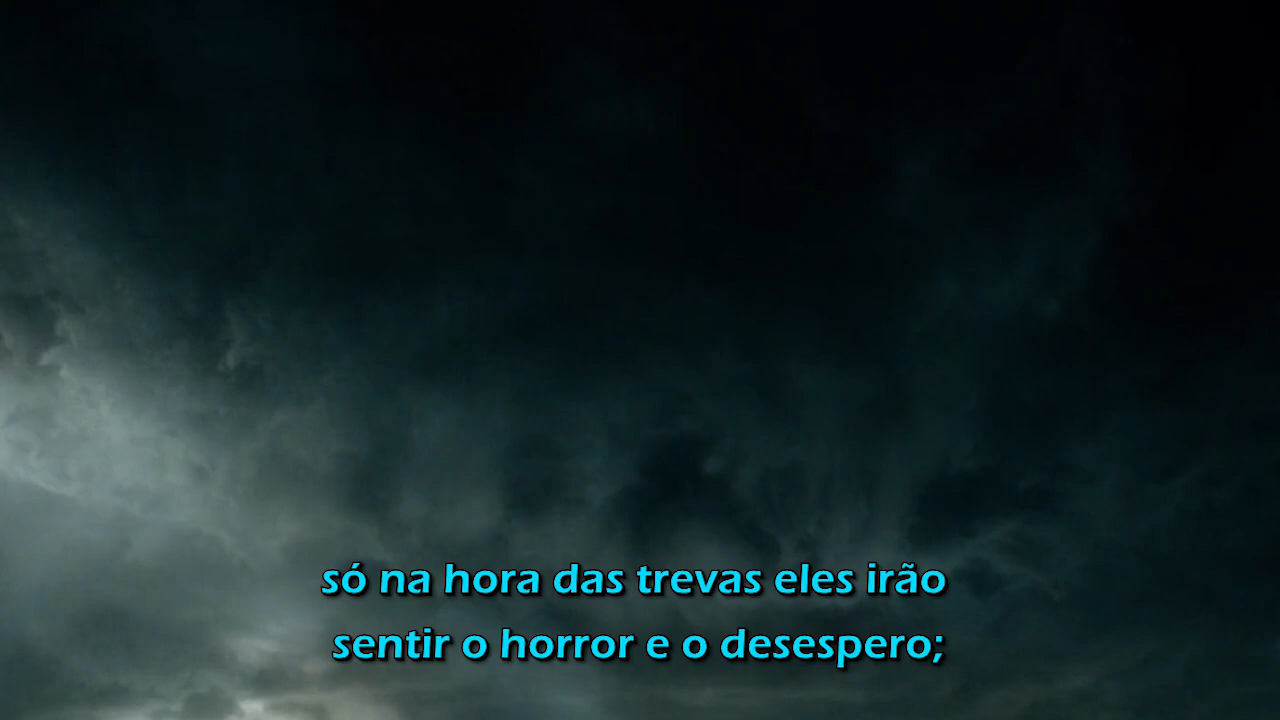 só na hora das trevas eles irão
sentir o horror e o desespero;